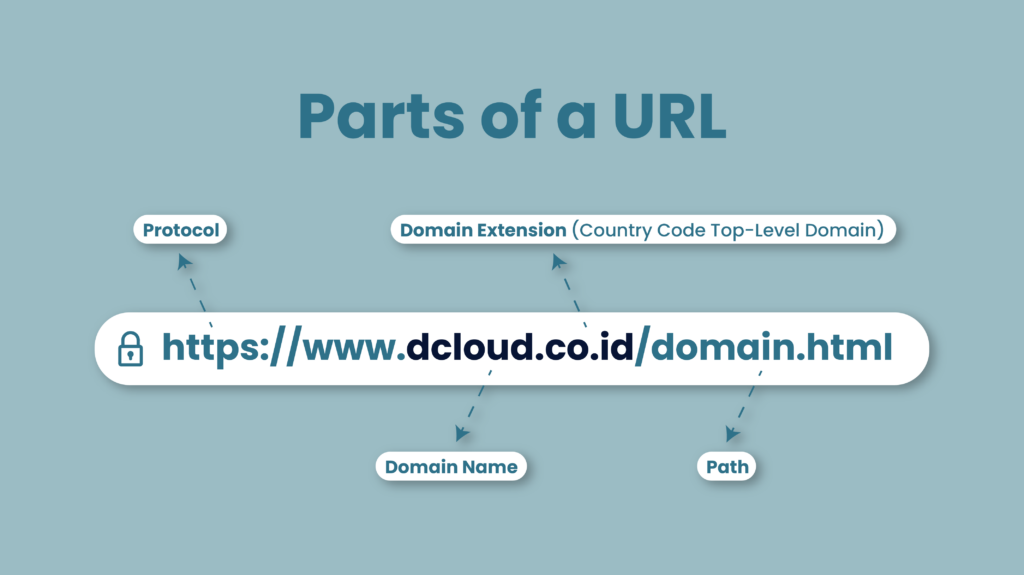 Parts of a URL
Protocol
Domain Extension (Country Code Top-Level Domain)
https://www.dcloud.co.id/domain.html
Domain Name
Path